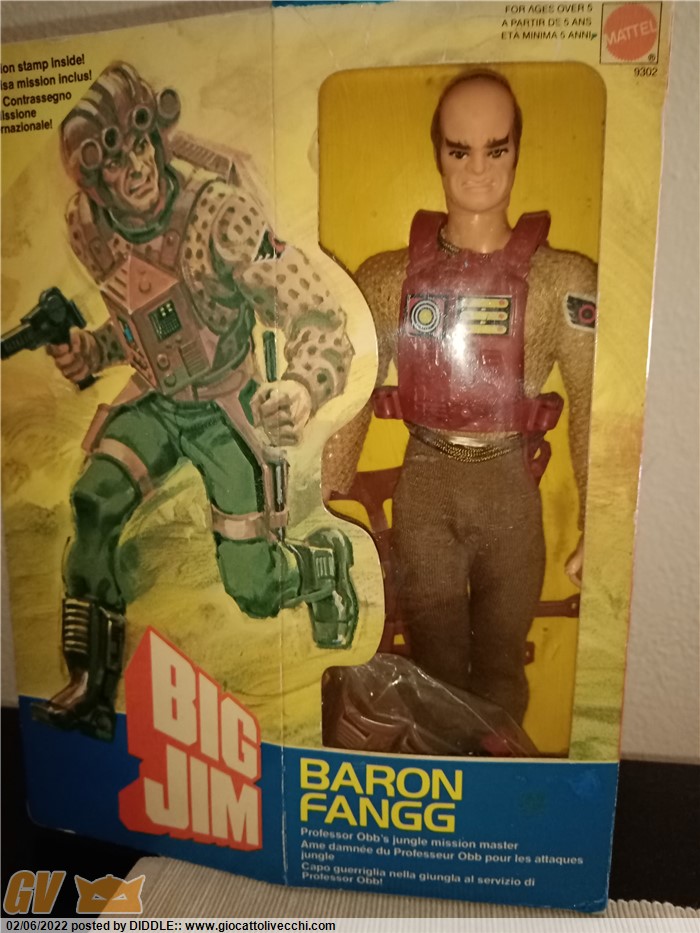 FOR AGES OVER 5
A PARTIR DE 5 ANS
ETÀ MINIMA 5 ANNI
MATTEL
®
9302
ion stamp inside!
isa mission inclus!
Contrassegno
issione
rnazionale!
BIG
JIM
BARON
FANGG
Professor Obb's jungle mission master
Ame damnée du Professeur Obb pour les attaques
jungle
Capo guerriglia nella giungla al servizio di
Professor Obb!
GV
02/06/2022 posted by DIDDLE:: www.giocattolivecchi.com